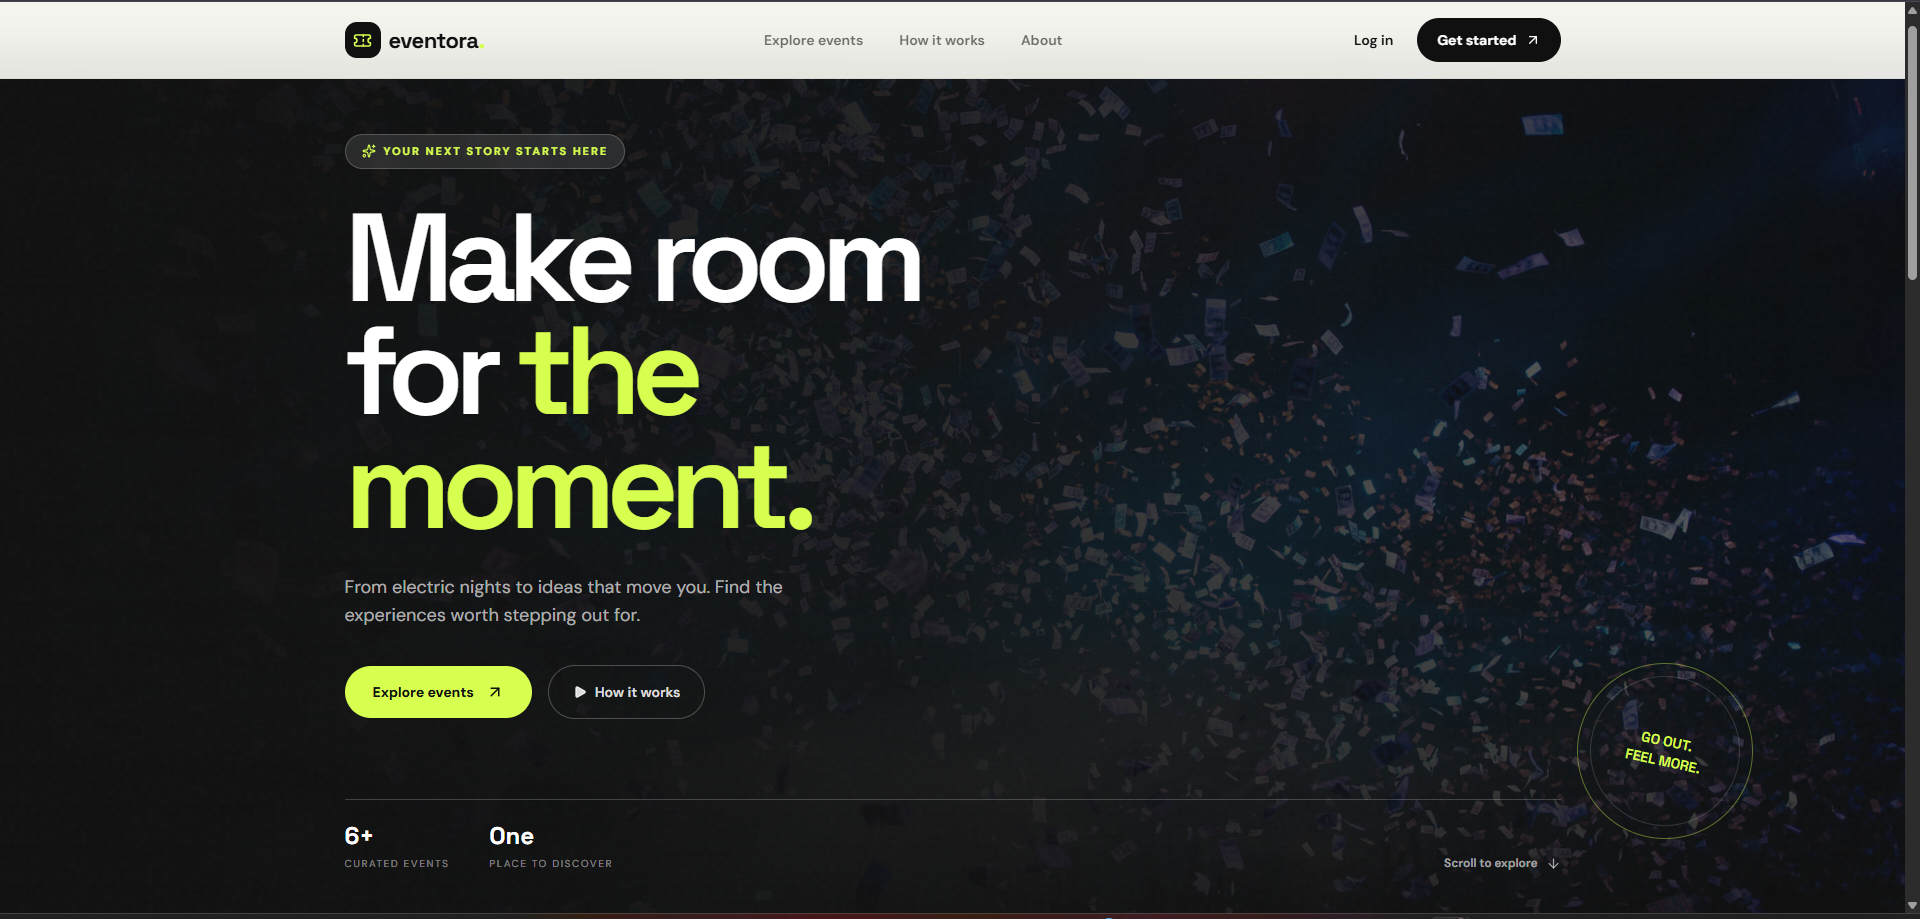 eventora.
Explore events
How it works
About
Log in
Get started
YOUR NEXT STORY STARTS HERE
Make room
for the
moment.
From electric nights to ideas that move you. Find the
experiences worth stepping out for.
Explore events
How it works
GO OUT.
FEEL MORE.
6+
CURATED EVENTS
One
PLACE TO DISCOVER
Scroll to explore